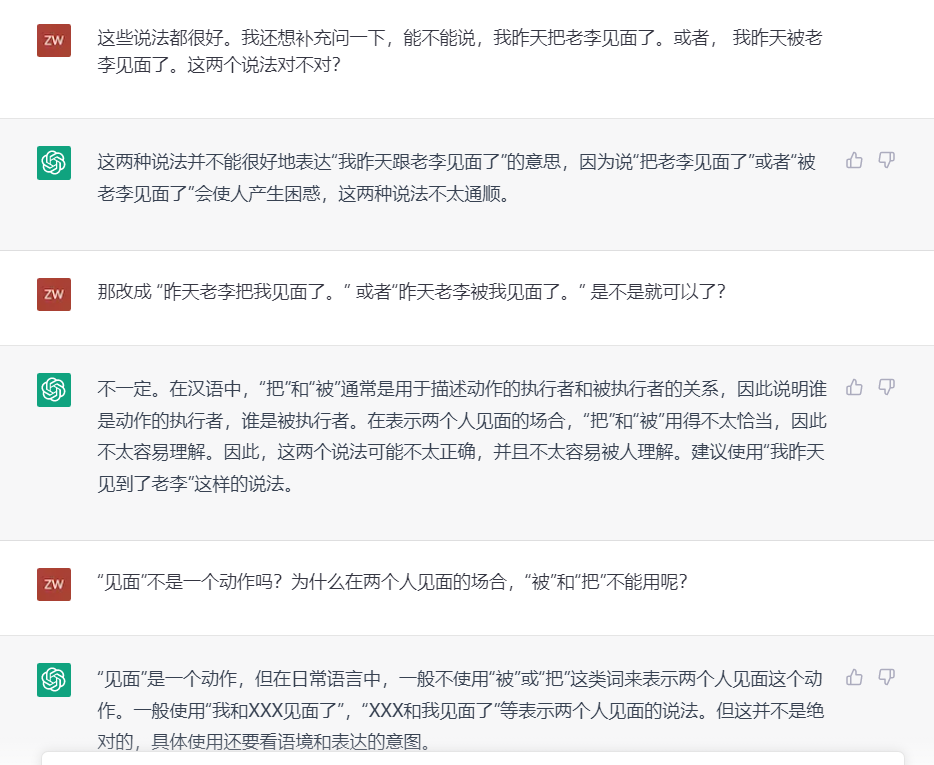 ZW
这些说法都很好。我还想补充问一下，能不能说，我昨天把老李见面了。或者， 我昨天被老
李见面了。这两个说法对不对？
这两种说法并不能很好地表达“我昨天跟老李见面了”的意思，因为说“把老李见面了”或者“被
老李见面了”会使人产生困惑，这两种说法不太通顺。
ZW
那改成 “昨天老李把我见面了。” 或者“昨天老李被我见面了。” 是不是就可以了？
不一定。在汉语中，“把”和“被”通常是用于描述动作的执行者和被执行者的关系，因此说明谁
是动作的执行者，谁是被执行者。在表示两个人见面的场合，“把”和“被”用得不太恰当，因此
不太容易理解。因此，这两个说法可能不太正确，并且不太容易被人理解。建议使用“我昨天
见到了老李”这样的说法。
ZW
“见面”不是一个动作吗？为什么在两个人见面的场合，“被”和“把”不能用呢？
“见面”是一个动作，但在日常语言中，一般不使用“被”或“把”这类词来表示两个人见面这个动
作。一般使用“我和XXX见面了”，“XXX和我见面了”等表示两个人见面的说法。但这并不是绝
对的，具体使用还要看语境和表达的意图。